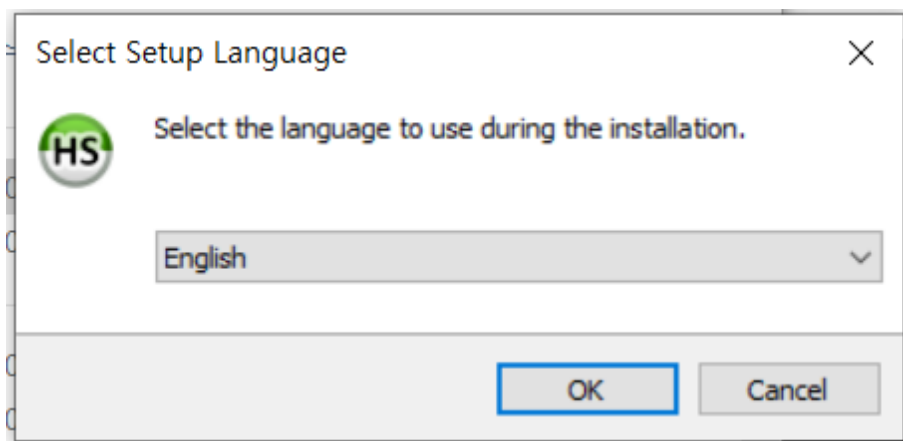 Select Setup Language
HS
Select the language to use during the installation.
English
OK
Cancel